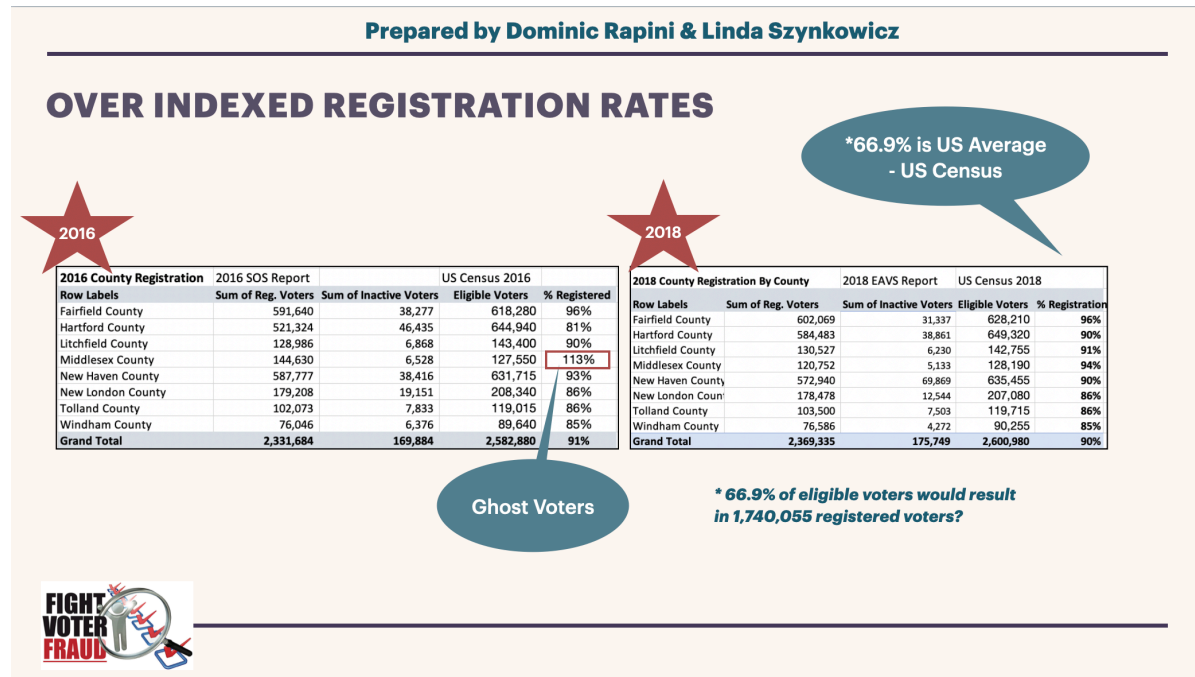 Prepared by Dominic Rapini & Linda Szynkowicz
OVER INDEXED REGISTRATION RATES
*66.9% is US Average
- US Census
2016
2018
2016 County Registration 2016 SOS Report US Census 2016
Row Labels Sum of Reg. Voters Sum of Inactive Voters Eligible Voters % Registered
Fairfield County 591,640 38,277 618,280 96%
Hartford County 521,324 46,435 644,940 81%
Litchfield County 128,986 6,868 143,400 90%
Middlesex County 144,630 6,528 127,550 113%
New Haven County 587,777 38,416 631,715 93%
New London County 179,208 19,151 208,340 86%
Tolland County 102,073 7,833 119,015 86%
Windham County 76,046 6,376 89,640 85%
Grand Total 2,331,684 169,884 2,582,880 91%
2018 County Registration By County 2018 EAVS Report US Census 2018
Row Labels Sum of Reg. Voters Sum of Inactive Voters Eligible Voters % Registration
Fairfield County 602,069 31,337 628,210 96%
Hartford County 584,483 38,861 649,320 90%
Litchfield County 130,527 6,230 142,755 91%
Middlesex County 120,752 5,133 128,190 94%
New Haven County 572,940 69,869 635,455 90%
New London Coun 178,478 12,544 207,080 86%
Tolland County 103,500 7,503 119,715 86%
Windham County 76,586 4,272 90,255 85%
Grand Total 2,369,335 175,749 2,600,980 90%
Ghost Voters
* 66.9% of eligible voters would result
in 1,740,055 registered voters?
FIGHT
VOTER
FRAUD